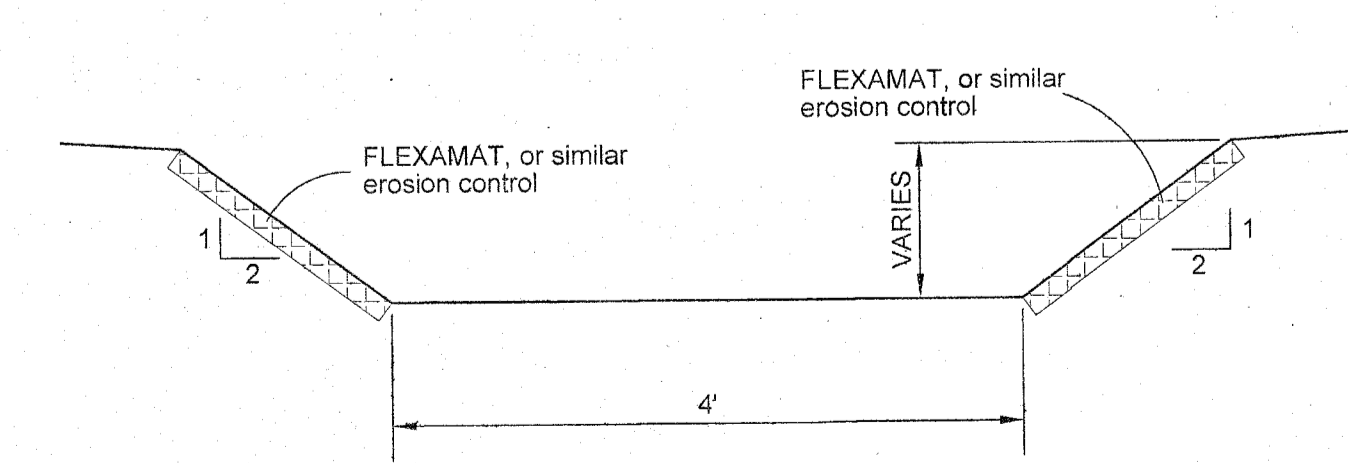 FLEXAMAT, or similar
erosion control
FLEXAMAT, or similar
erosion control
1
2
VARIES
1
2
4'